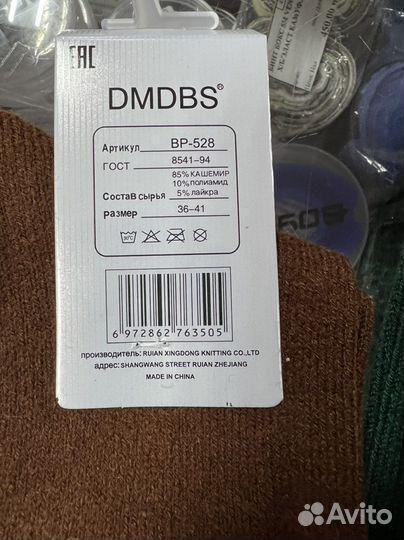 EAC
DMDBS®
Артикул BP-528
ГОСТ 8541-94
85% КАШЕМИР
10% полиамид
Состав сырья 5% лайкра
размер 36-41
30°C
6 972862 763505
производитель: RUIAN XINGDONG KNITTING CO.,LTD
адрес: SHANGWANG STREET RUIAN ZHEJIANG
MADE IN CHINA
Avito